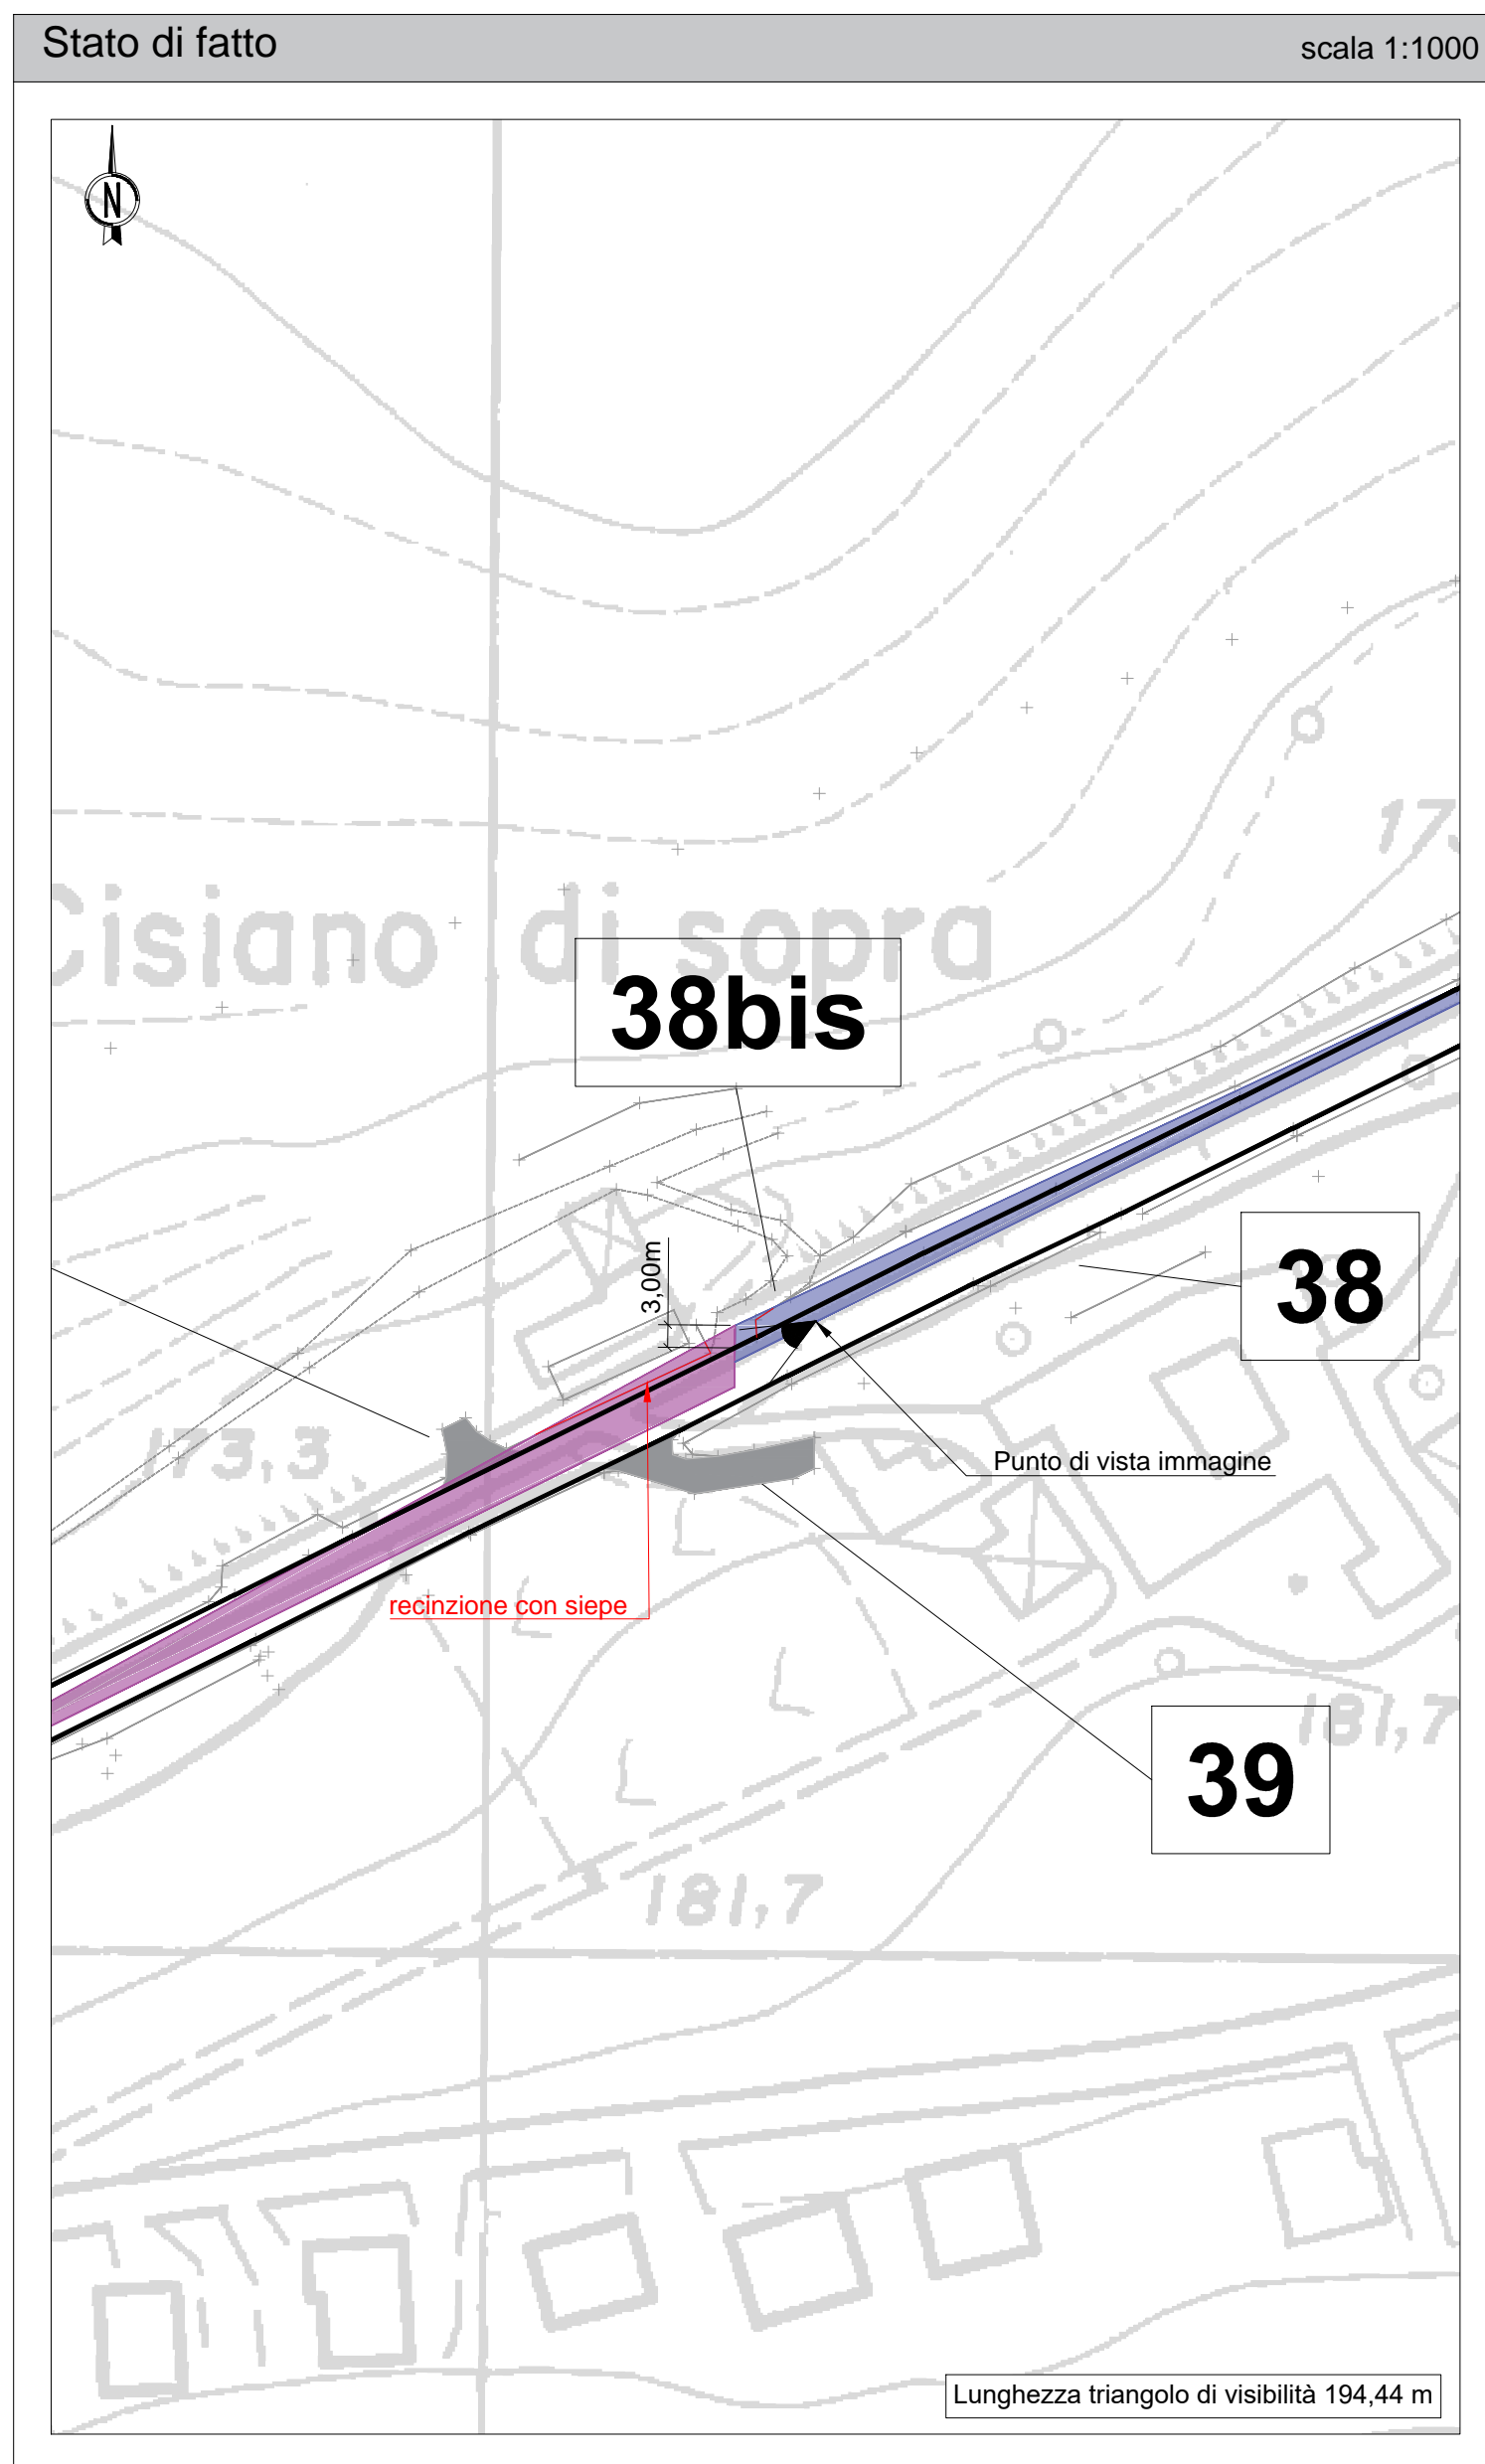 Stato di fatto
scala 1:1000
N
17
Cisiano di sopra
38bis
3,00m
38
173,3
Punto di vista immagine
recinzione con siepe
39
181,7
181,7
Lunghezza triangolo di visibilità 194,44 m